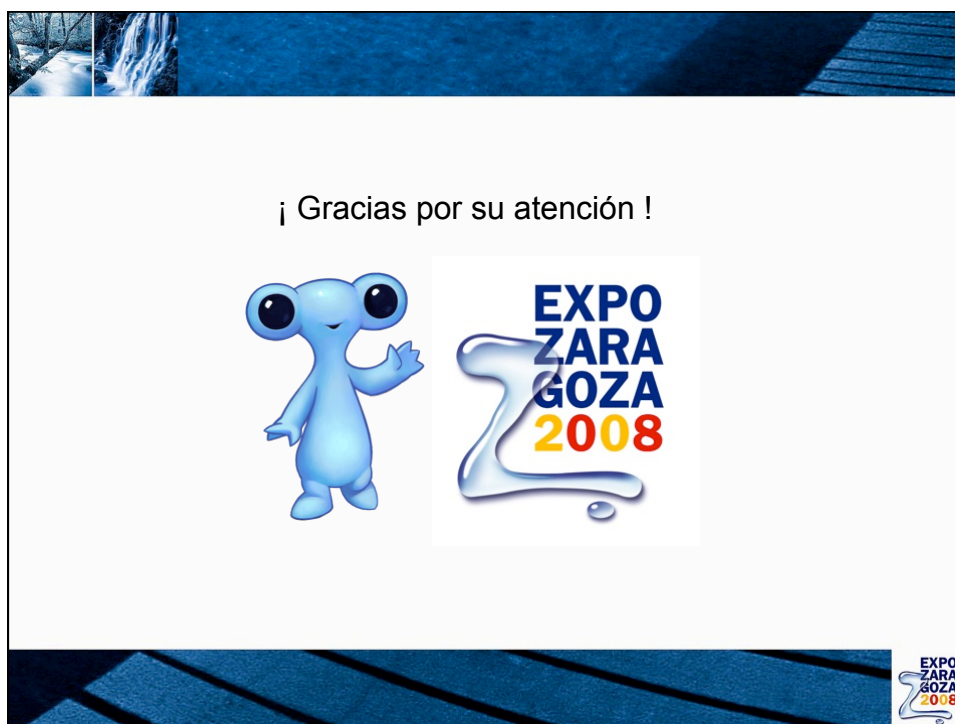 ¡ Gracias por su atención !
EXPO
ZARA
GOZA
2008
EXPO
ZARA
GOZA
2008